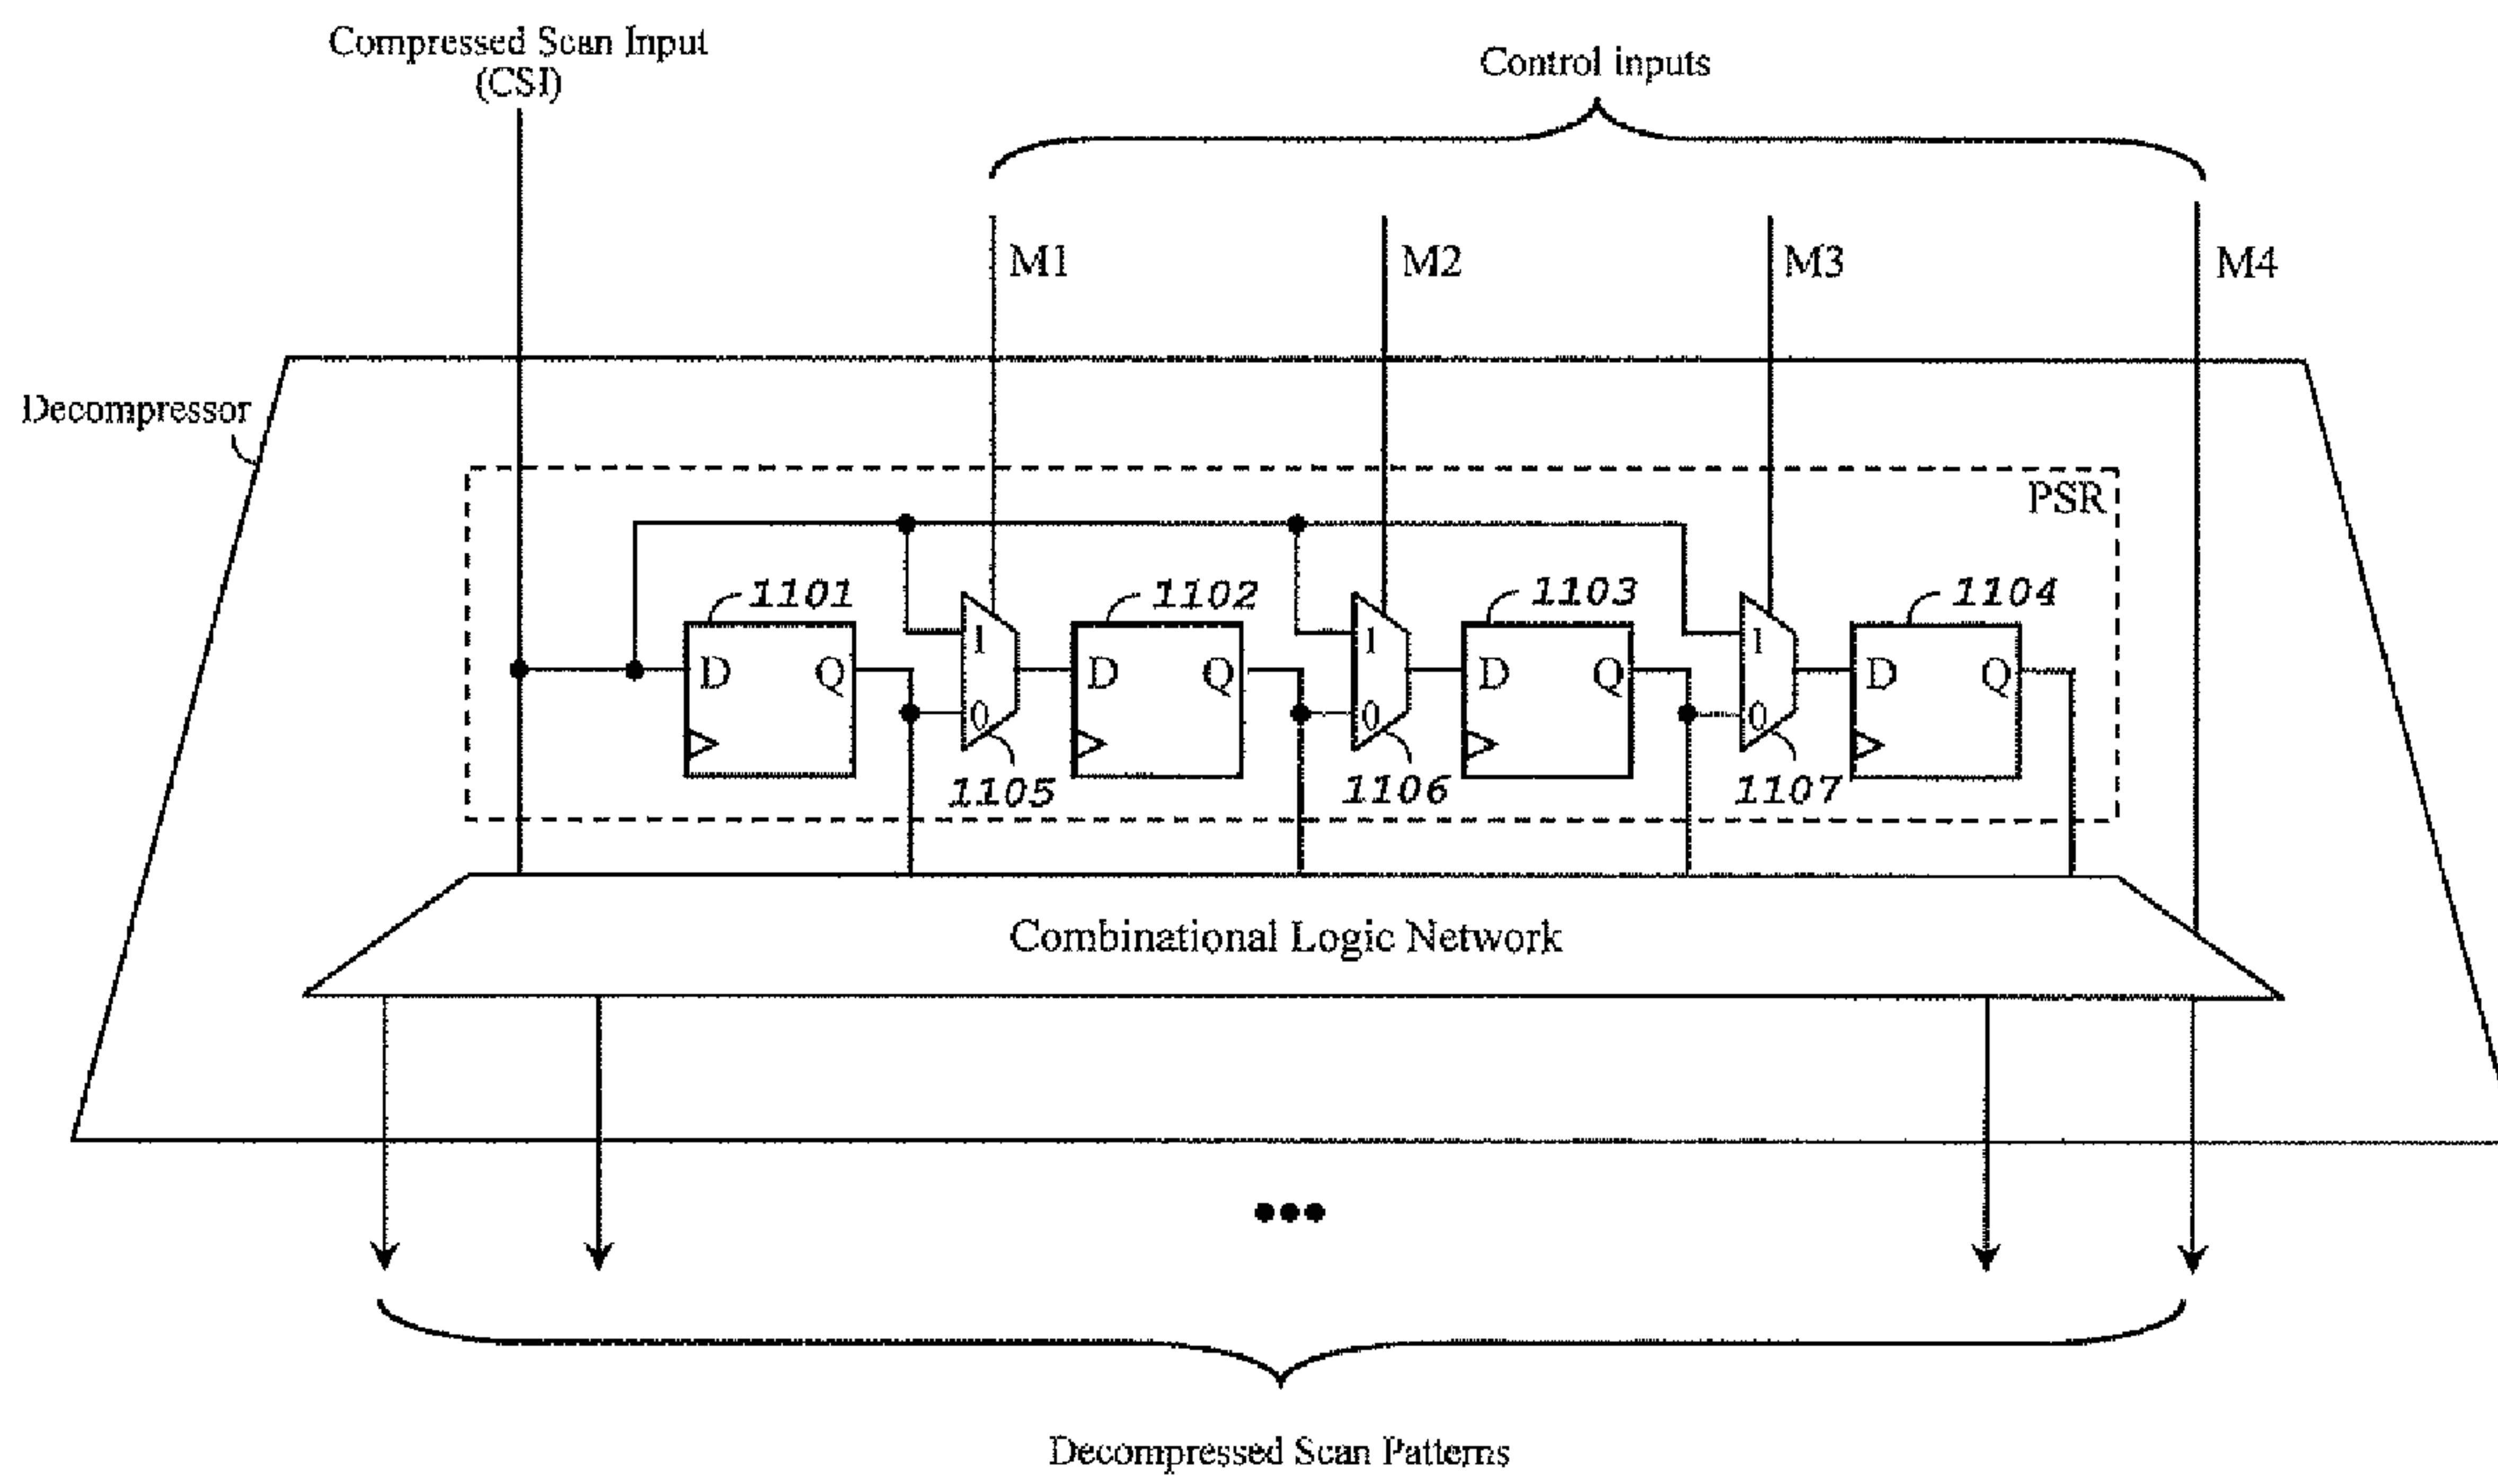 Compressed Scan Input
(CSI)
Control inputs
M1
M2
M3
M4
Decompressor
PSR
1101
1102
1103
1104
1
1
1
D
Q
D
Q
D
Q
D
Q
0
0
0
1105
1106
1107
Combinational Logic Network
Decompressed Scan Patterns